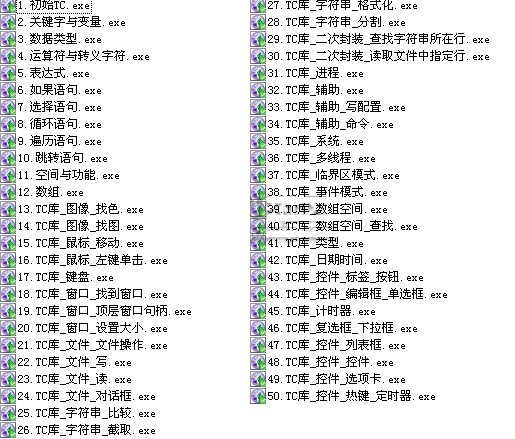 1.初始TC.exe
2.关键字与变量.exe
3.数据类型.exe
4.运算符与转义字符.exe
5.表达式.exe
6.如果语句.exe
7.选择语句.exe
8.循环语句.exe
9.遍历语句.exe
10.跳转语句.exe
11.空间与功能.exe
12.数组.exe
13.TC库_图像_找色.exe
14.TC库_图像_找图.exe
15.TC库_鼠标_移动.exe
16.TC库_鼠标_左键单击.exe
17.TC库_键盘.exe
18.TC库_窗口_找到窗口.exe
19.TC库_窗口_顶层窗口句柄.exe
20.TC库_窗口_设置大小.exe
21.TC库_文件_文件操作.exe
22.TC库_文件_写.exe
23.TC库_文件_读.exe
24.TC库_文件_对话框.exe
25.TC库_字符串_比较.exe
26.TC库_字符串_截取.exe
27.TC库_字符串_格式化.exe
28.TC库_字符串_分割.exe
29.TC库_二次封装_查找字符串所在行.exe
30.TC库_二次封装_读取文件中指定行.exe
31.TC库_进程.exe
32.TC库_辅助.exe
33.TC库_辅助_写配置.exe
34.TC库_辅助_命令.exe
35.TC库_系统.exe
36.TC库_多线程.exe
37.TC库_临界区模式.exe
38.TC库_事件模式.exe
39.TC库_数组空间.exe
40.TC库_数组空间_查找.exe
41.TC库_类型.exe
42.TC库_日期时间.exe
43.TC库_控件_标签_按钮.exe
44.TC库_控件_编辑框_单选框.exe
45.TC库_计时器.exe
46.TC库_复选框_下拉框.exe
47.TC库_控件_列表框.exe
48.TC库_控件_控件.exe
49.TC库_控件_选项卡.exe
50.TC库_控件_热键_定时器.exe